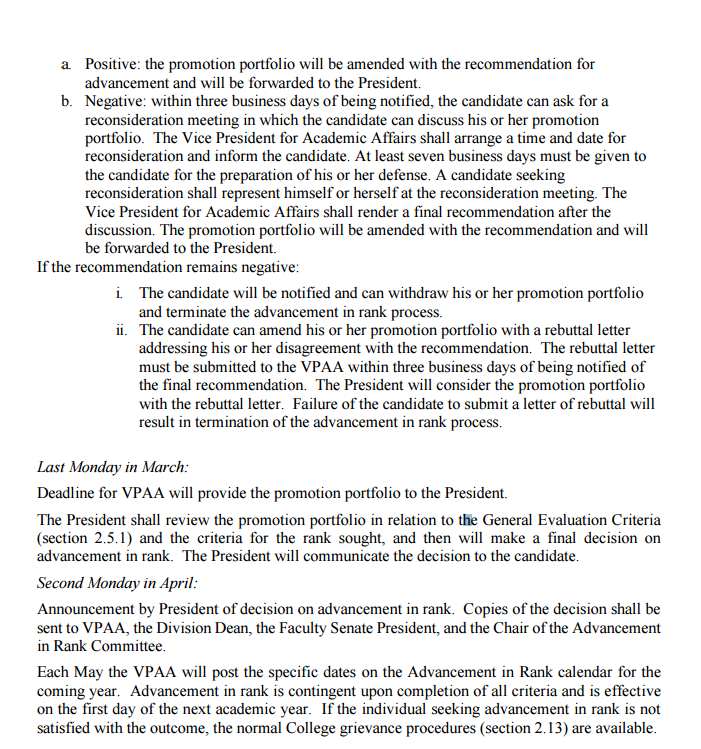 a. Positive: the promotion portfolio will be amended with the recommendation for
advancement and will be forwarded to the President.
b. Negative: within three business days of being notified, the candidate can ask for a
reconsideration meeting in which the candidate can discuss his or her promotion
portfolio. The Vice President for Academic Affairs shall arrange a time and date for
reconsideration and inform the candidate. At least seven business days must be given to
the candidate for the preparation of his or her defense. A candidate seeking
reconsideration shall represent himself or herself at the reconsideration meeting. The
Vice President for Academic Affairs shall render a final recommendation after the
discussion. The promotion portfolio will be amended with the recommendation and will
be forwarded to the President.
If the recommendation remains negative:
i. The candidate will be notified and can withdraw his or her promotion portfolio
and terminate the advancement in rank process.
ii. The candidate can amend his or her promotion portfolio with a rebuttal letter
addressing his or her disagreement with the recommendation. The rebuttal letter
must be submitted to the VPAA within three business days of being notified of
the final recommendation. The President will consider the promotion portfolio
with the rebuttal letter. Failure of the candidate to submit a letter of rebuttal will
result in termination of the advancement in rank process.
Last Monday in March:
Deadline for VPAA will provide the promotion portfolio to the President.
The President shall review the promotion portfolio in relation to the General Evaluation Criteria
(section 2.5.1) and the criteria for the rank sought, and then will make a final decision on
advancement in rank. The President will communicate the decision to the candidate.
Second Monday in April:
Announcement by President of decision on advancement in rank. Copies of the decision shall be
sent to VPAA, the Division Dean, the Faculty Senate President, and the Chair of the Advancement
in Rank Committee.
Each May the VPAA will post the specific dates on the Advancement in Rank calendar for the
coming year. Advancement in rank is contingent upon completion of all criteria and is effective
on the first day of the next academic year. If the individual seeking advancement in rank is not
satisfied with the outcome, the normal College grievance procedures (section 2.13) are available.